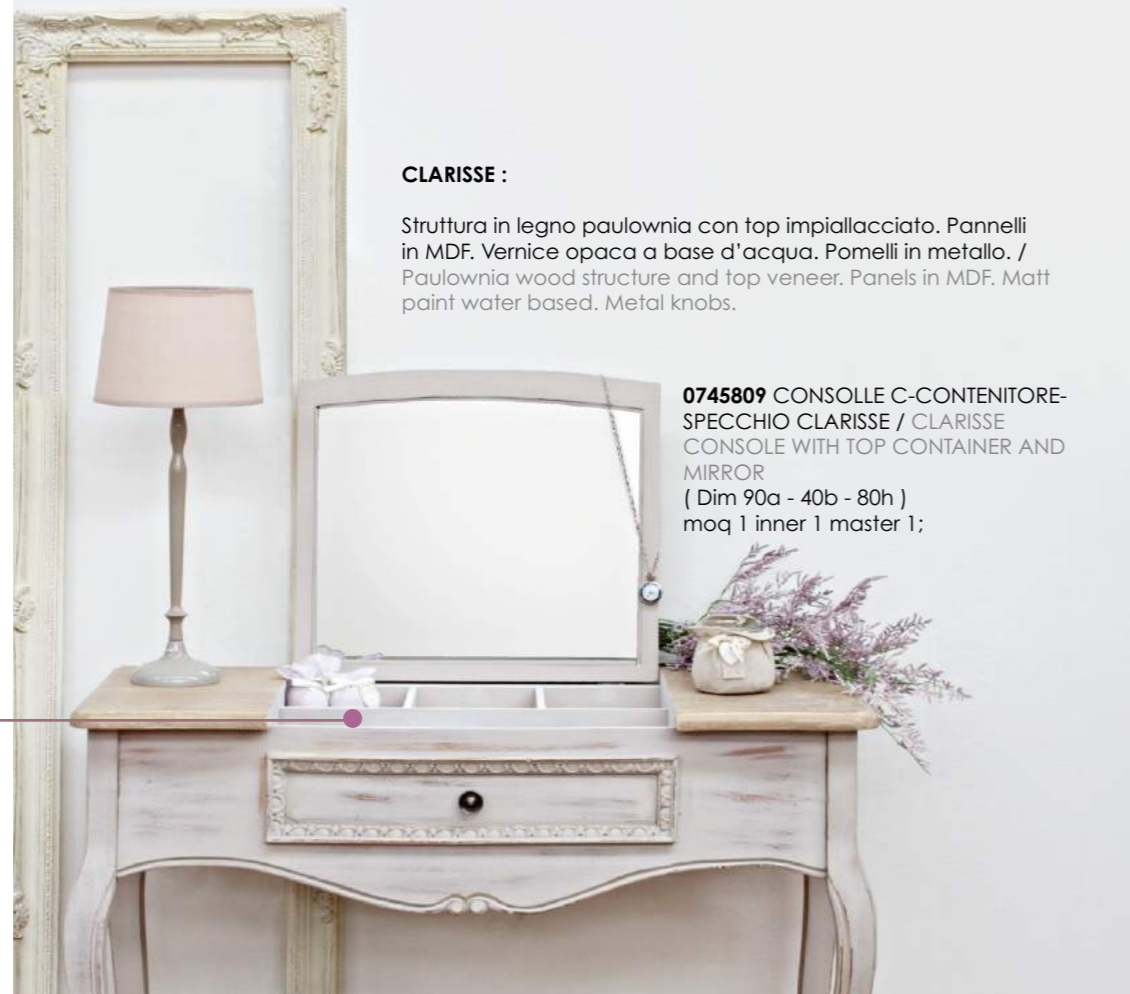 CLARISSE :
Struttura in legno paulownia con top impiallacciato. Pannelli
in MDF. Vernice opaca a base d'acqua. Pomelli in metallo. /
Paulownia wood structure and top veneer. Panels in MDF. Matt
paint water based. Metal knobs.
0745809 CONSOLLE C-CONTENITORE-
SPECCHIO CLARISSE / CLARISSE
CONSOLE WITH TOP CONTAINER AND
MIRROR
( Dim 90a - 40b - 80h )
moq 1 inner 1 master 1;